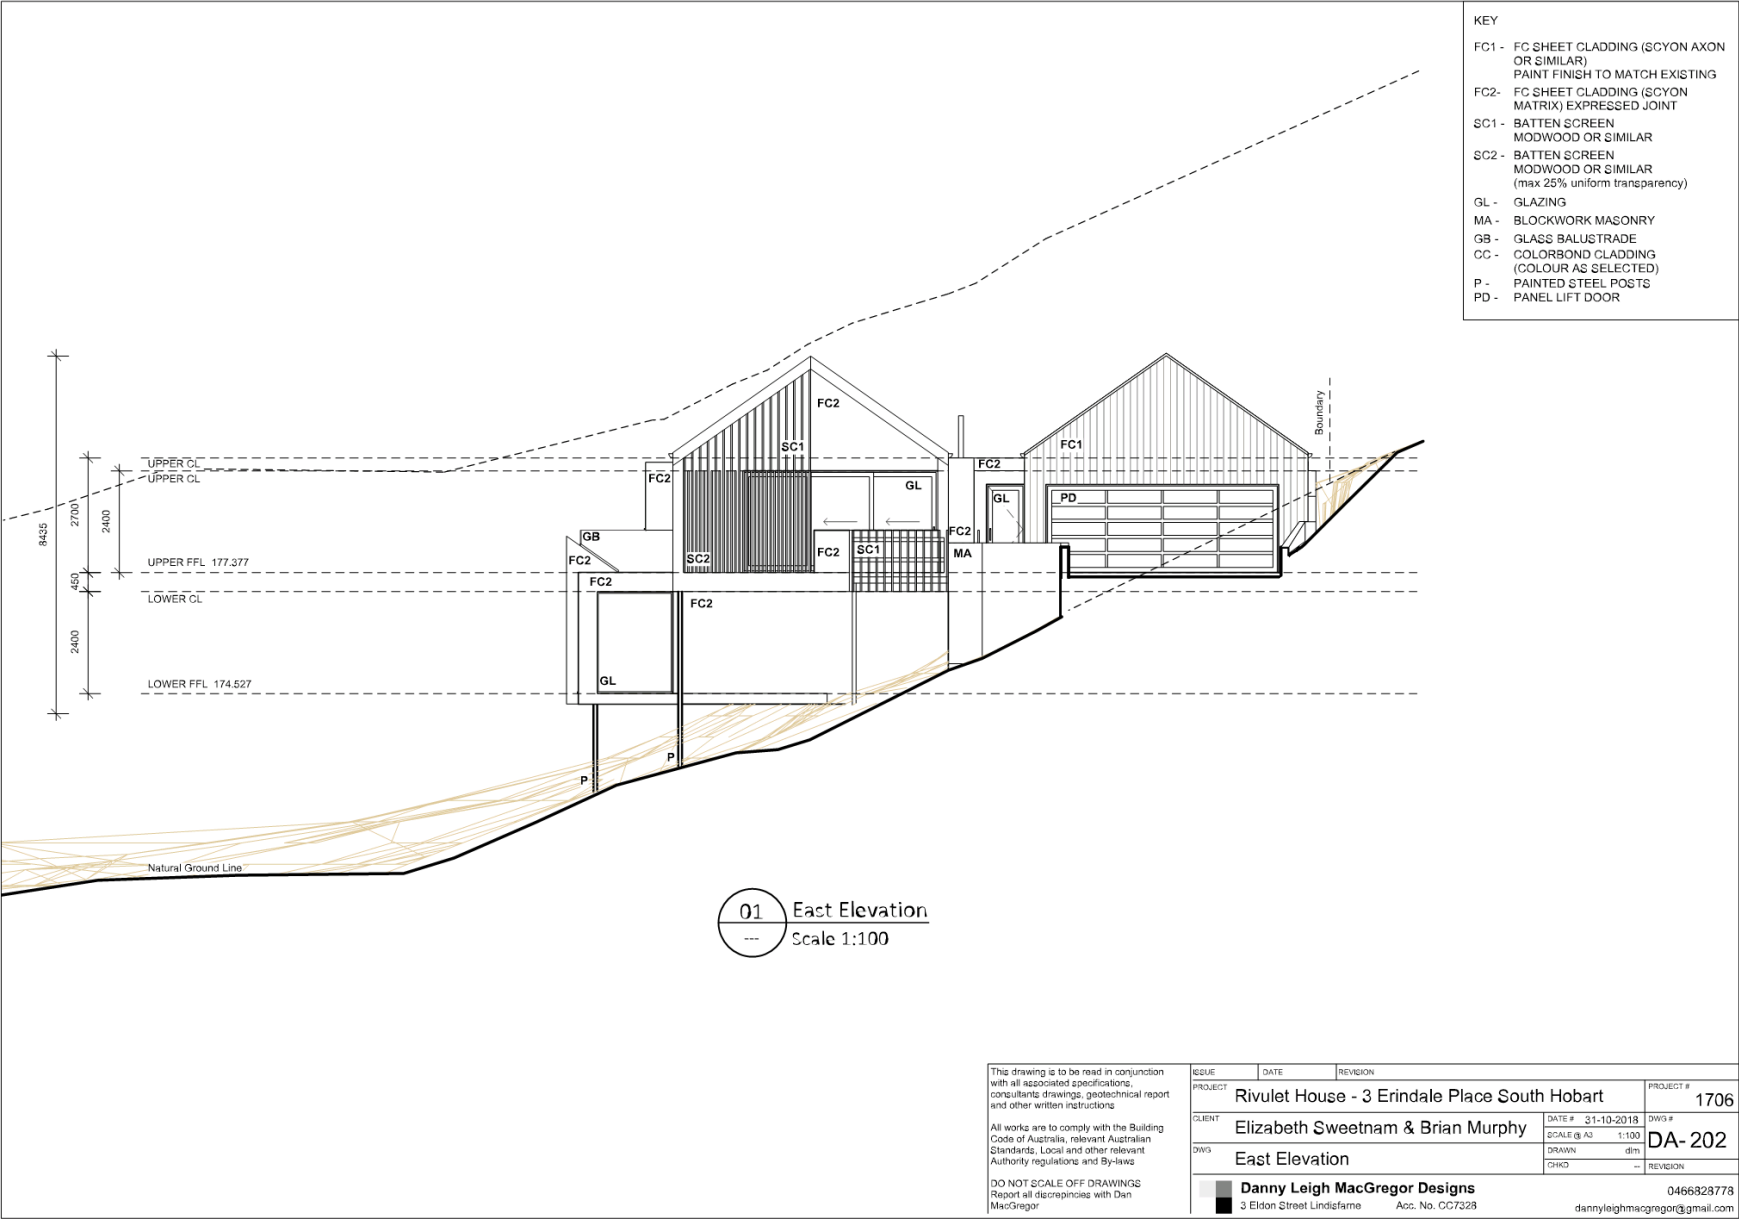 KEY
FC1 - FC SHEET CLADDING (SCYON AXON
OR SIMILAR)
PAINT FINISH TO MATCH EXISTING
FC2- FC SHEET CLADDING (SCYON
MATRIX) EXPRESSED JOINT
SC1 - BATTEN SCREEN
MODWOOD OR SIMILAR
SC2 - BATTEN SCREEN
MODWOOD OR SIMILAR
(max 25% uniform transparency)
GL - GLAZING
MA - BLOCKWORK MASONRY
GB - GLASS BALUSTRADE
CC - COLORBOND CLADDING
(COLOUR AS SELECTED)
P - PAINTED STEEL POSTS
PD - PANEL LIFT DOOR
Boundary
FC2
SC1
FC1
UPPER CL
UPPER CL
FC2
FC2
GL
GL
PD
8435
2700
2400
GB
FC2
FC2
SC2
FC2
SC1
MA
UPPER FFL 177.377
450
FC2
LOWER CL
FC2
2400
GL
LOWER FFL 174.527
P
P
Natural Ground Line
01
---
East Elevation
Scale 1:100
This drawing is to be read in conjunction
with all associated specifications,
consultants drawings, geotechnical report
and other written instructions
All works are to comply with the Building
Code of Australia, relevant Australian
Standards, Local and other relevant
Authority regulations and By-laws
DO NOT SCALE OFF DRAWINGS
Report all discrepincies with Dan
MacGregor
ISSUE DATE REVISION
PROJECT Rivulet House - 3 Erindale Place South Hobart
PROJECT # 1706
CLIENT Elizabeth Sweetnam & Brian Murphy
DATE # 31-10-2018
SCALE @ A3 1:100
DWG # DA- 202
DWG East Elevation
DRAWN dlm
CHKD --
REVISION
Danny Leigh MacGregor Designs
3 Eldon Street Lindisfarne Acc. No. CC7328
0466828778
dannyleighmacgregor@gmail.com